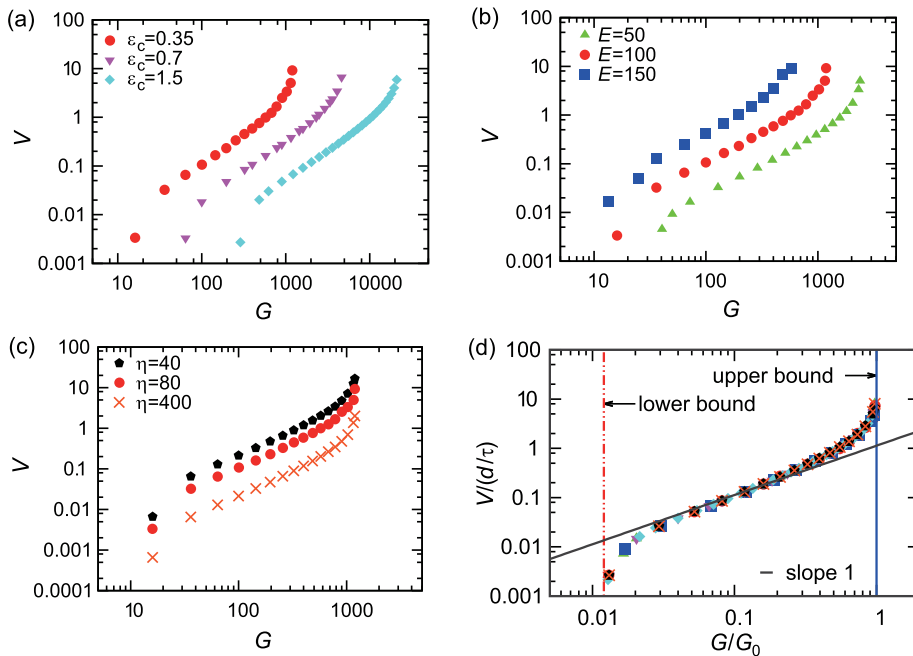 (a)
ε_c=0.35
ε_c=0.7
ε_c=1.5
100
10
1
0.1
0.01
0.001
V
10 100 1000 10000
G
(b)
E=50
E=100
E=150
100
10
1
0.1
0.01
0.001
V
10 100 1000
G
(c)
η=40
η=80
η=400
100
10
1
0.1
0.01
0.001
0.0001
V
10 100 1000
G
(d)
upper bound
lower bound
slope 1
100
10
1
0.1
0.01
0.001
V/(d/τ)
0.01 0.1 1
G/G₀